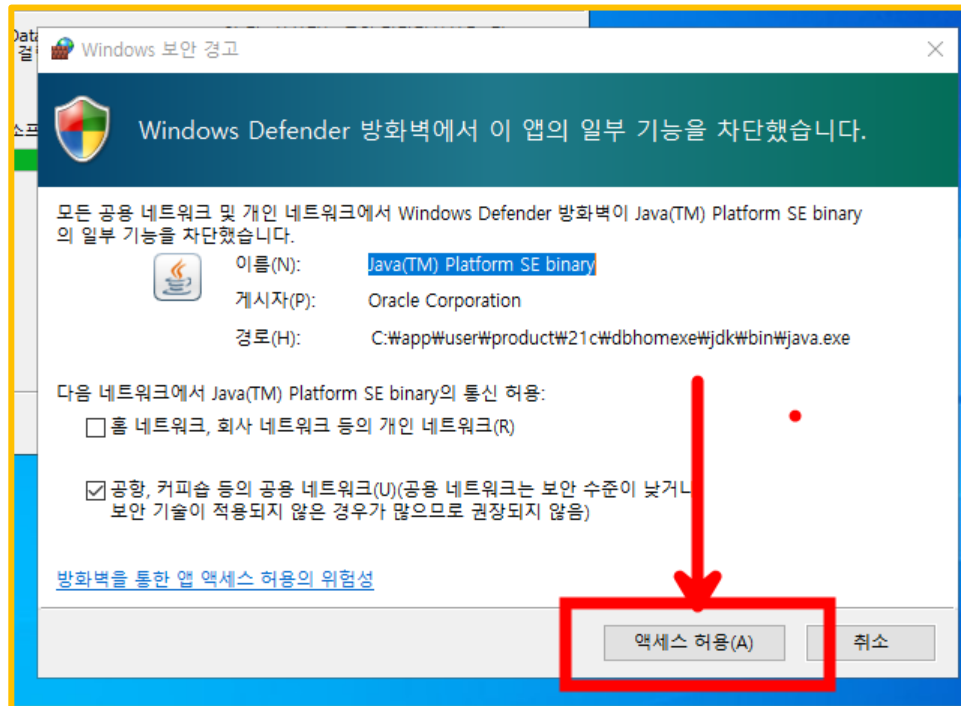 Data
걸
Windows 보안 경고
소프
Windows Defender 방화벽에서 이 앱의 일부 기능을 차단했습니다.
모든 공용 네트워크 및 개인 네트워크에서 Windows Defender 방화벽이 Java(TM) Platform SE binary
의 일부 기능을 차단했습니다.
이름(N): Java(TM) Platform SE binary
게시자(P): Oracle Corporation
경로(H): C:₩app₩user₩product₩21c₩dbhomexe₩jdk₩bin₩java.exe
다음 네트워크에서 Java(TM) Platform SE binary의 통신 허용:
홈 네트워크, 회사 네트워크 등의 개인 네트워크(R)
공항, 커피숍 등의 공용 네트워크(U)(공용 네트워크는 보안 수준이 낮거나
보안 기술이 적용되지 않은 경우가 많으므로 권장되지 않음)
방화벽을 통한 앱 액세스 허용의 위험성
액세스 허용(A) 취소